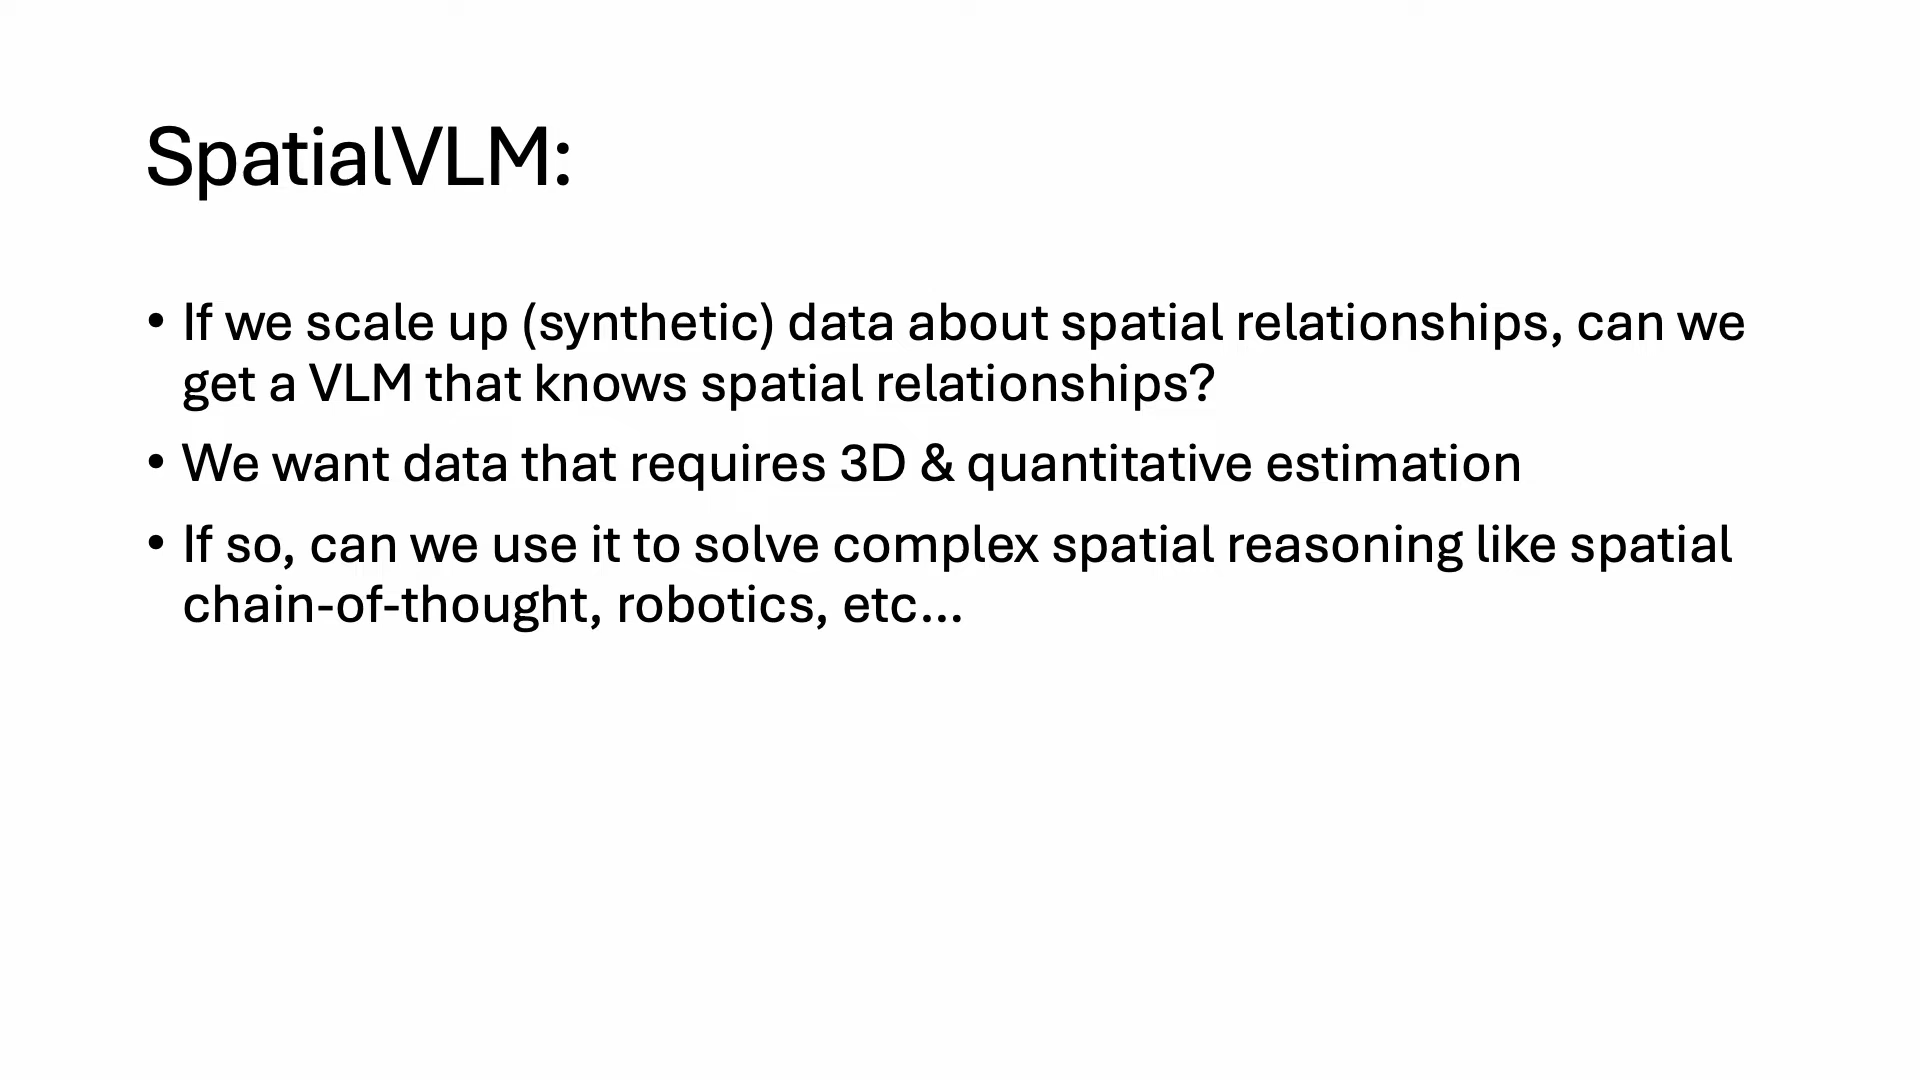 SpatialVLM:
• If we scale up (synthetic) data about spatial relationships, can we
get a VLM that knows spatial relationships?
• We want data that requires 3D & quantitative estimation
• If so, can we use it to solve complex spatial reasoning like spatial
chain-of-thought, robotics, etc...